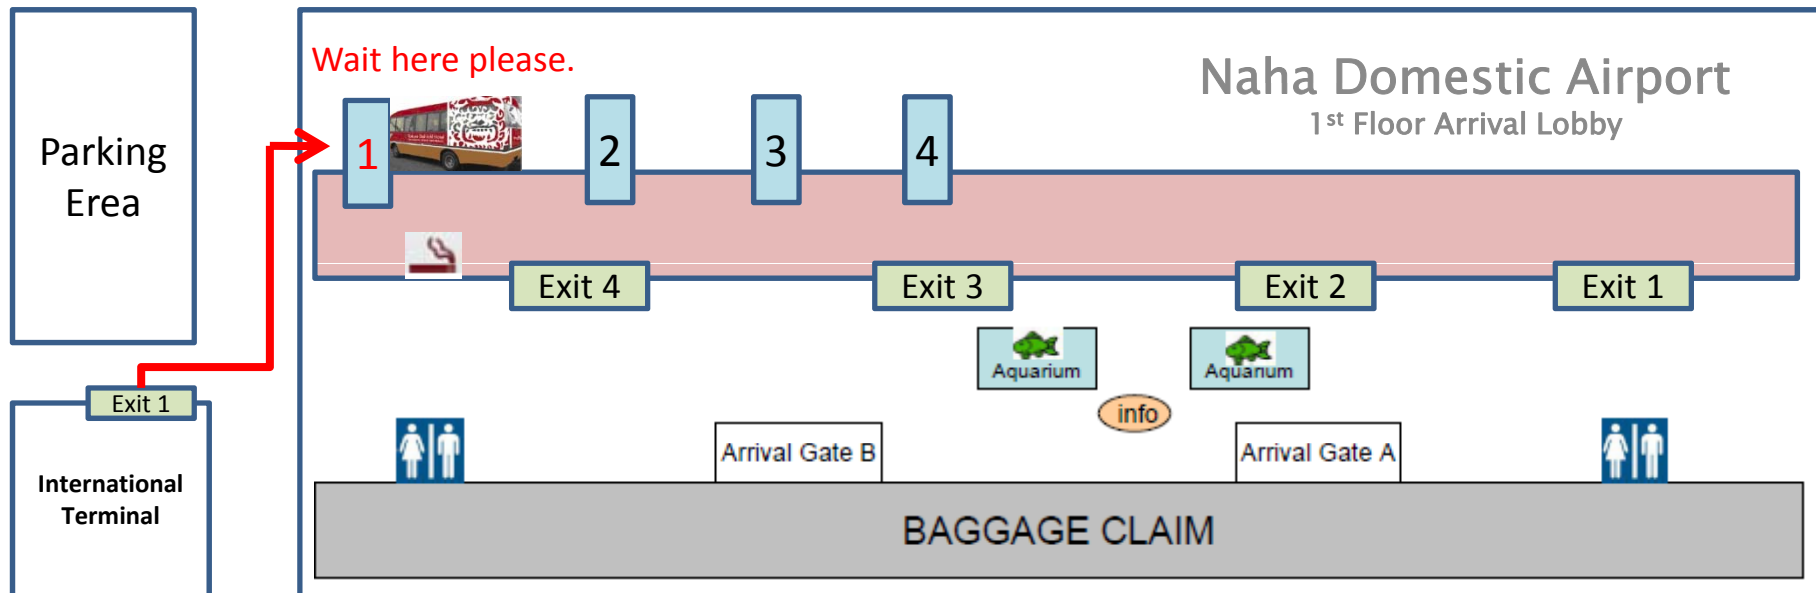 Wait here please.
Naha Domestic Airport
1st Floor Arrival Lobby
Parking
Erea
1
2
3
4
Exit 4
Exit 3
Exit 2
Exit 1
Aquarium
Aquarium
info
Exit 1
International
Terminal
Arrival Gate B
Arrival Gate A
BAGGAGE CLAIM